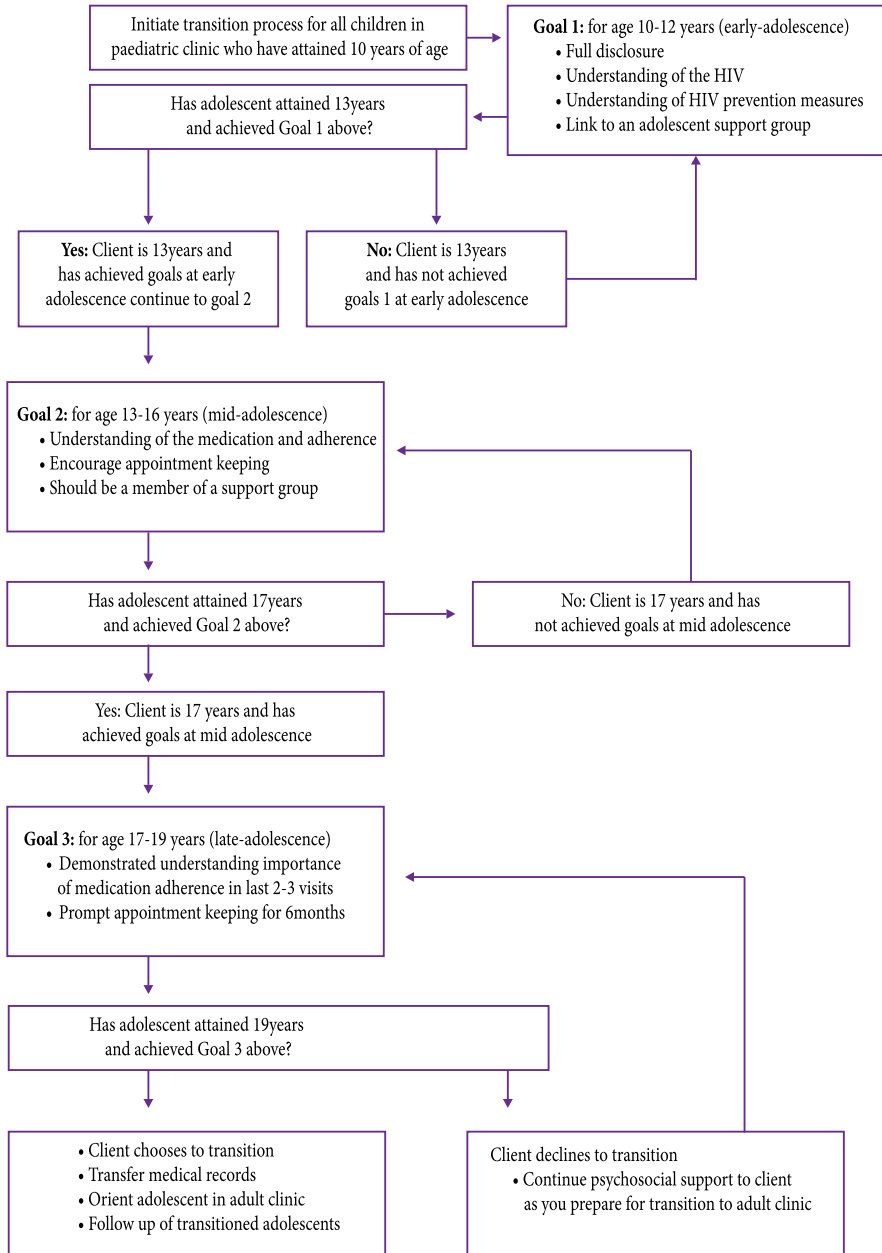 Initiate transition process for all children in
paediatric clinic who have attained 10 years of age
Goal 1: for age 10-12 years (early-adolescence)
• Full disclosure
• Understanding of the HIV
• Understanding of HIV prevention measures
• Link to an adolescent support group
Has adolescent attained 13years
and achieved Goal 1 above?
Yes: Client is 13years and
has achieved goals at early
adolescence continue to goal 2
No: Client is 13years
and has not achieved
goals 1 at early adolescence
Goal 2: for age 13-16 years (mid-adolescence)
• Understanding of the medication and adherence
• Encourage appointment keeping
• Should be a member of a support group
Has adolescent attained 17years
and achieved Goal 2 above?
No: Client is 17 years and has
not achieved goals at mid adolescence
Yes: Client is 17 years and has
achieved goals at mid adolescence
Goal 3: for age 17-19 years (late-adolescence)
• Demonstrated understanding importance
of medication adherence in last 2-3 visits
• Prompt appointment keeping for 6months
Has adolescent attained 19years
and achieved Goal 3 above?
• Client chooses to transition
• Transfer medical records
• Orient adolescent in adult clinic
• Follow up of transitioned adolescents
Client declines to transition
• Continue psychosocial support to client
as you prepare for transition to adult clinic